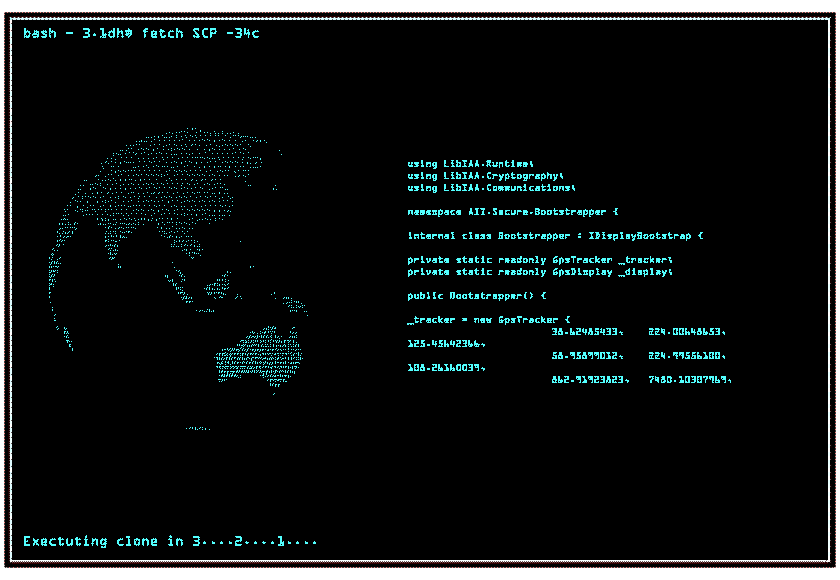 bash - 3.1dh# fetch SCP -34c
using LibIAA.Runtime;
using LibIAA.Cryptography;
using LibIAA.Communications;
namespace AII.Secure.Bootstrapper {
internal class Bootstrapper : IDisplayBootstrap {
private static readonly GpsTracker _tracker;
private static readonly GpsDisplay _display;
public Bootstrapper() {
_tracker = new GpsTracker {
38.62485433, 224.00648653,
125.45642366,
58.95899012, 224.99556188,
108.26160039,
862.91923823, 7480.10307969,
Exectuting clone in 3....2....1....